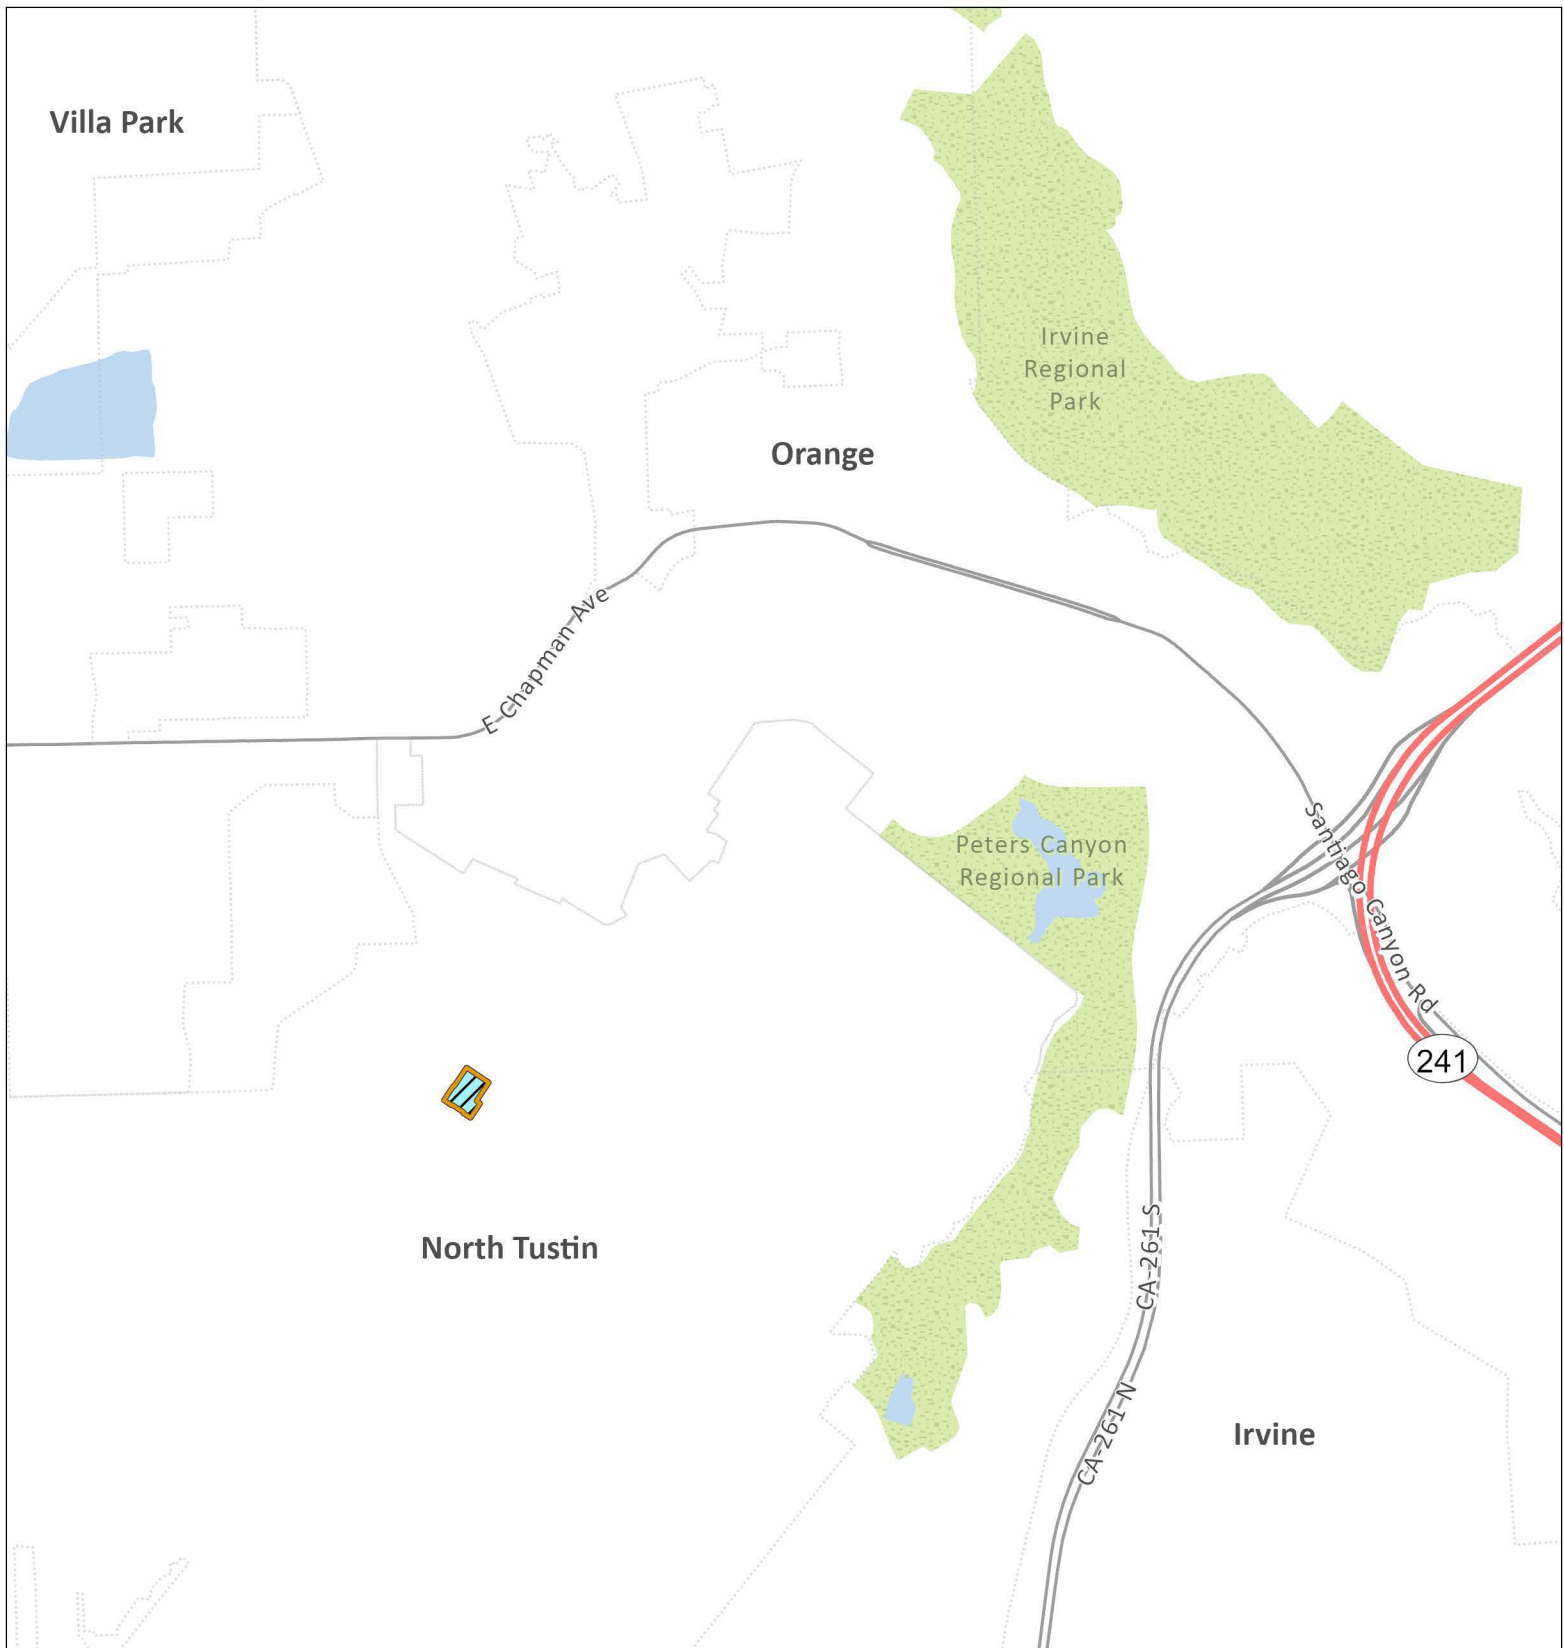 Villa Park
Irvine
Regional
Park
Orange
E Chapman Ave
Peters Canyon
Regional Park
Santiago Canyon Rd
241
North Tustin
CA-261 S
CA-261 N
Irvine